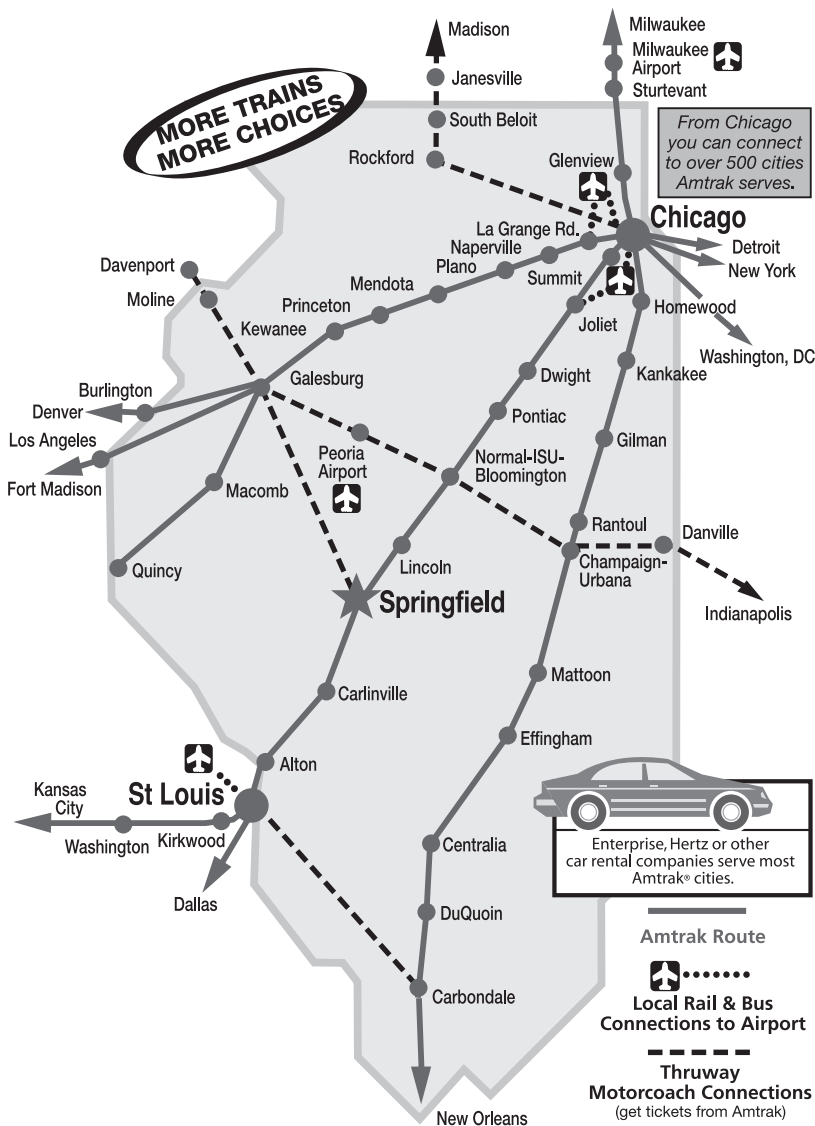 Madison
Milwaukee
Milwaukee
Airport
Janesville
Sturtevant
MORE TRAINS
MORE CHOICES
South Beloit
From Chicago
you can connect
to over 500 cities
Amtrak serves.
Rockford
Glenview
Chicago
La Grange Rd.
Naperville
Detroit
Plano
New York
Davenport
Summit
Mendota
Moline
Princeton
Homewood
Kewanee
Joliet
Washington, DC
Galesburg
Dwight
Kankakee
Burlington
Denver
Pontiac
Los Angeles
Gilman
Peoria
Airport
Normal-ISU-
Bloomington
Fort Madison
Macomb
Rantoul
Danville
Lincoln
Champaign-
Urbana
Quincy
Springfield
Indianapolis
Mattoon
Carlinville
Effingham
Alton
Kansas
City
St Louis
Washington
Kirkwood
Centralia
Enterprise, Hertz or other
car rental companies serve most
Amtrak® cities.
Dallas
DuQuoin
Amtrak Route
Carbondale
Local Rail & Bus
Connections to Airport
Thruway
Motorcoach Connections
(get tickets from Amtrak)
New Orleans